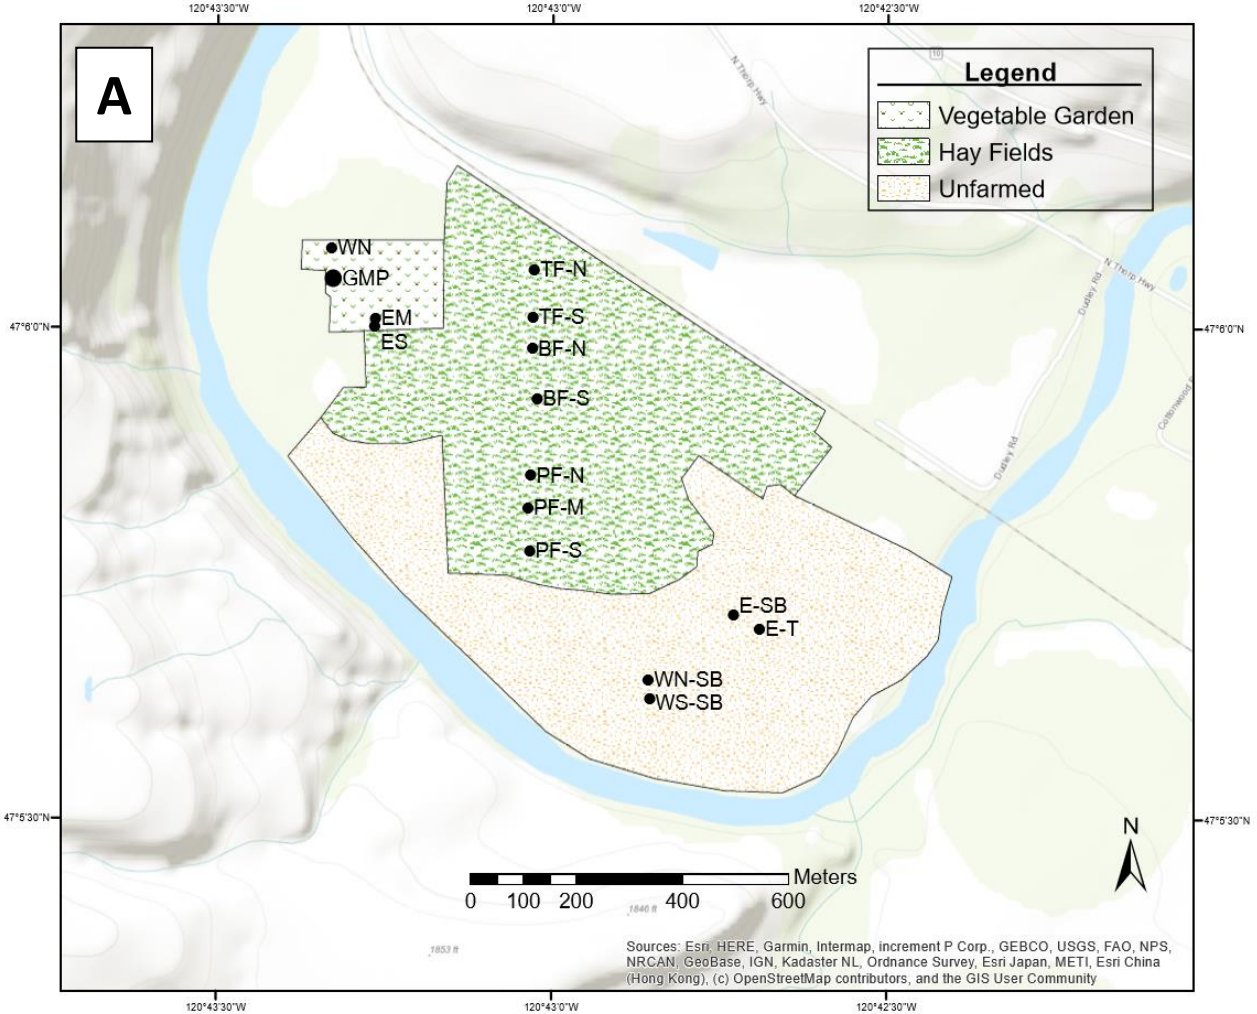 120°43'30"W 120°43'0"W 120°42'30"W
A
Legend
Vegetable Garden
Hay Fields
Unfarmed
10
N Thorp Hwy
N Thorp Hwy
Dudley Rd
Dudley Rd
WN
GMP
EM
ES
TF-N
TF-S
BF-N
BF-S
PF-N
PF-M
PF-S
E-SB
E-T
WN-SB
WS-SB
47°6'0"N 47°6'0"N
47°5'30"N 47°5'30"N
N
Meters
0 100 200 400 600
1846 ft
1853 ft
Sources: Esri, HERE, Garmin, Intermap, increment P Corp., GEBCO, USGS, FAO, NPS,
NRCAN, GeoBase, IGN, Kadaster NL, Ordnance Survey, Esri Japan, METI, Esri China
(Hong Kong), (c) OpenStreetMap contributors, and the GIS User Community
120°43'30"W 120°43'0"W 120°42'30"W